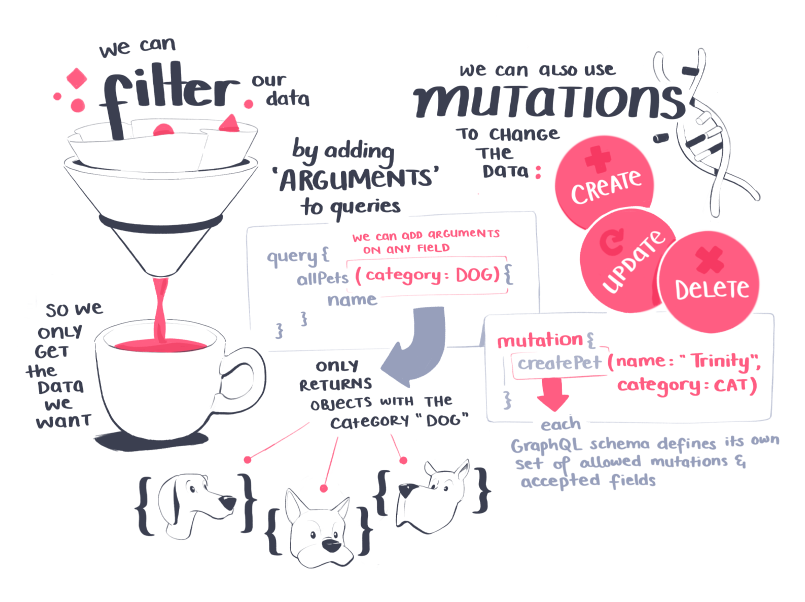 we can
filter our
data
by adding
'ARGUMENTS'
to queries
we can add arguments
on any field
query {
allPets (category: DOG) {
name
}
}
so we
only
get
the
data
we
want
only
returns
objects with the
category "DOG"
{ }
{ }
{ }
we can also use
mutations
to change
the
data:
CREATE
UPDATE
DELETE
mutation {
createPet (name: "Trinity",
category: CAT)
}
each
GraphQL schema defines its own
set of allowed mutations &
accepted fields